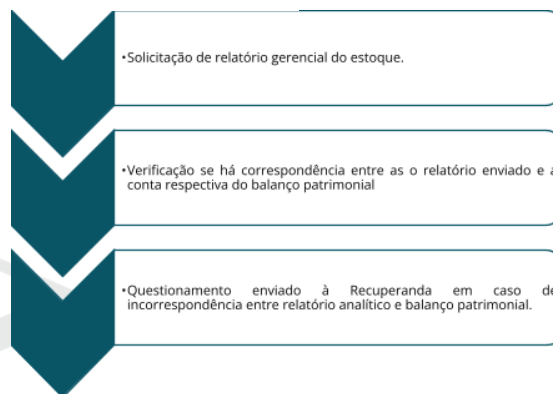 •Solicitação de relatório gerencial do estoque.
•Verificação se há correspondência entre as o relatório enviado e a
conta respectiva do balanço patrimonial
•Questionamento enviado à Recuperanda em caso de
incorrespondência entre relatório analítico e balanço patrimonial.